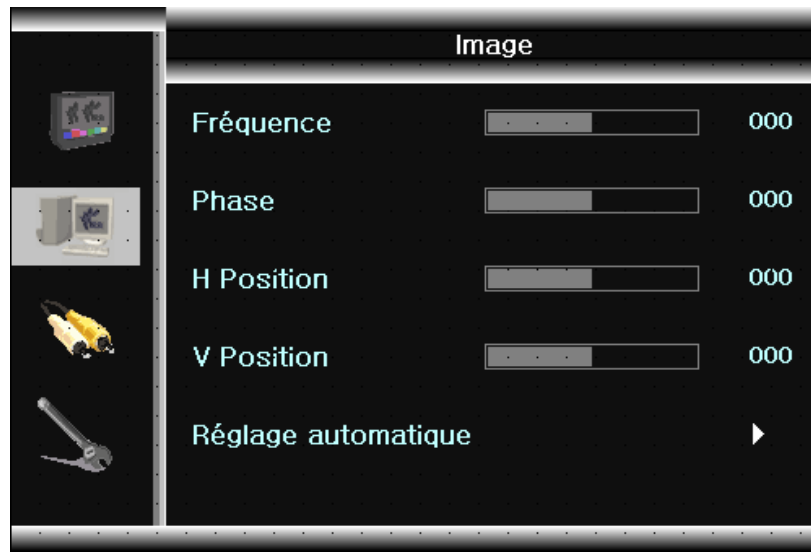 Image
Fréquence 000
Phase 000
H Position 000
V Position 000
Réglage automatique